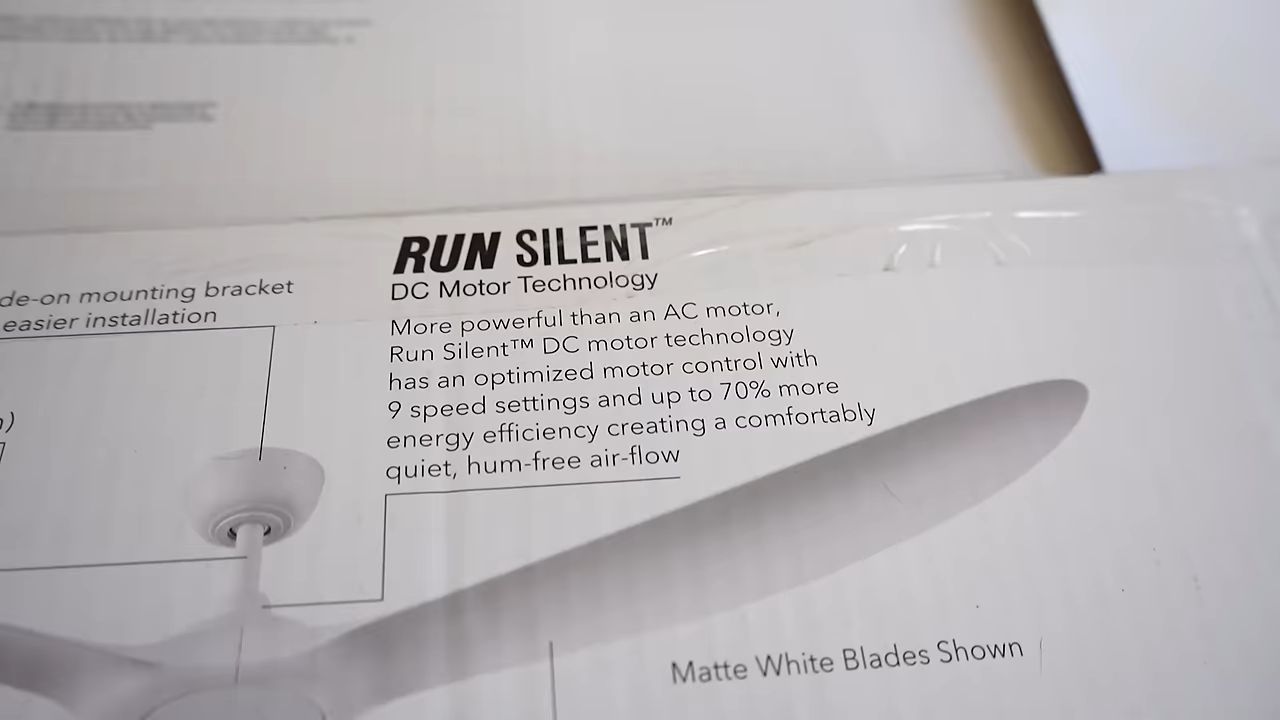 RUN SILENT™
DC Motor Technology
de-on mounting bracket
easier installation
More powerful than an AC motor,
Run Silent™ DC motor technology
has an optimized motor control with
9 speed settings and up to 70% more
energy efficiency creating a comfortably
quiet, hum-free air-flow
Matte White Blades Shown